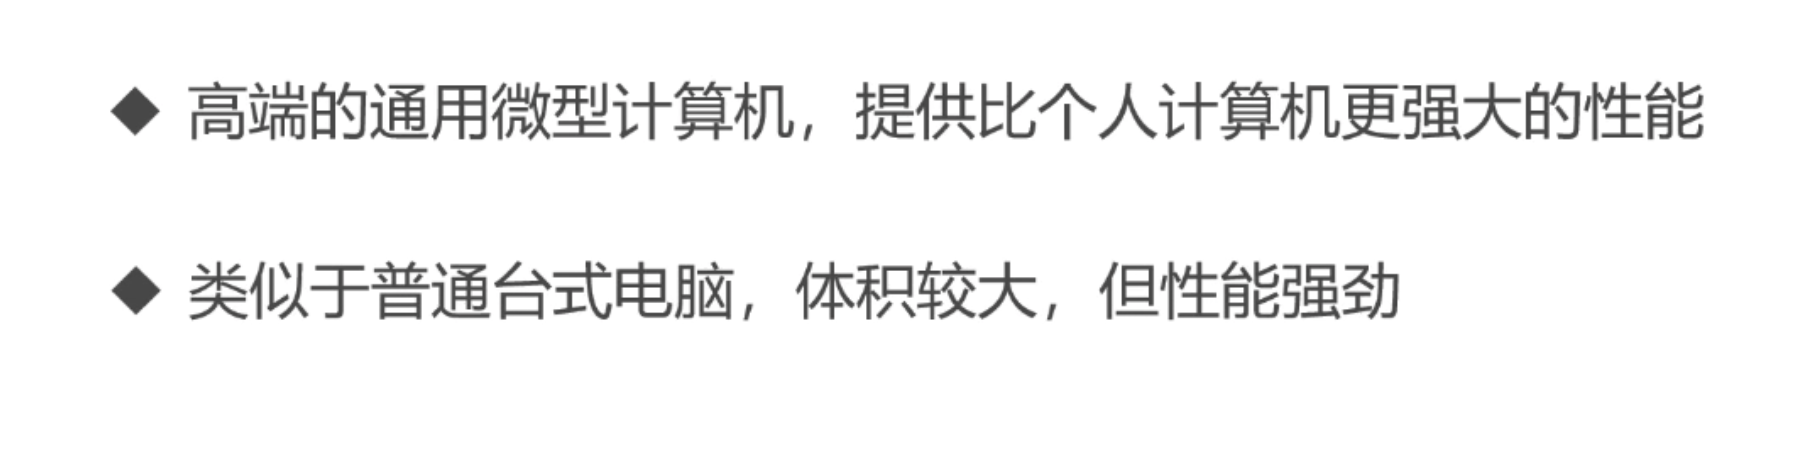 ◆ 高端的通用微型计算机，提供比个人计算机更强大的性能
◆ 类似于普通台式电脑，体积较大，但性能强劲